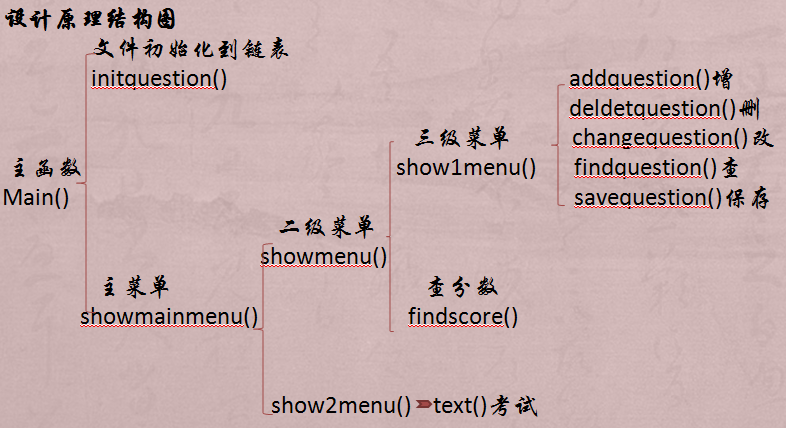 设计原理结构图
文件初始化到链表
initquestion()
主函数
Main()
主菜单
showmainmenu()
二级菜单
showmenu()
三级菜单
show1menu()
addquestion()增
deldetquestion()删
changequestion()改
findquestion()查
savequestion()保存
查分数
findscore()
show2menu()
text()考试